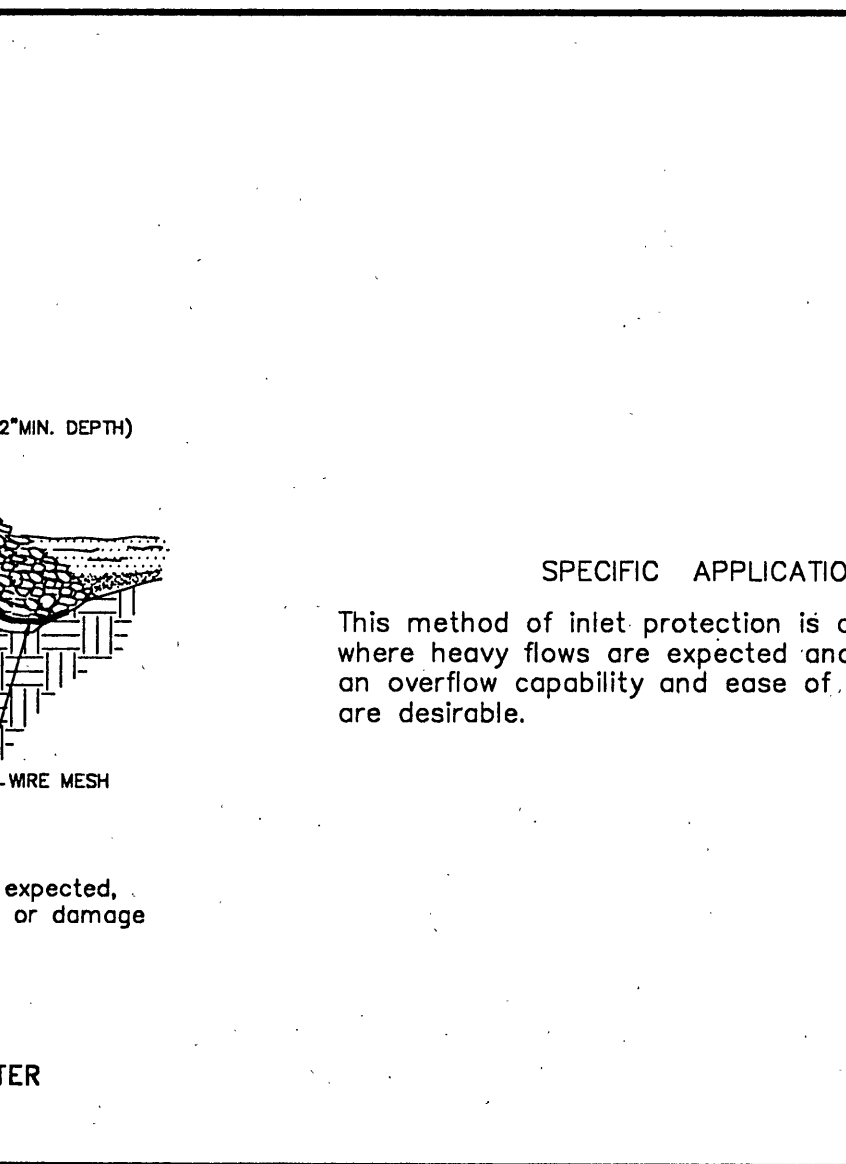 2"MIN. DEPTH)
WIRE MESH
expected,
or damage
TER
SPECIFIC APPLICATIO
This method of inlet protection is
where heavy flows are expected and
an overflow capability and ease of
are desirable.